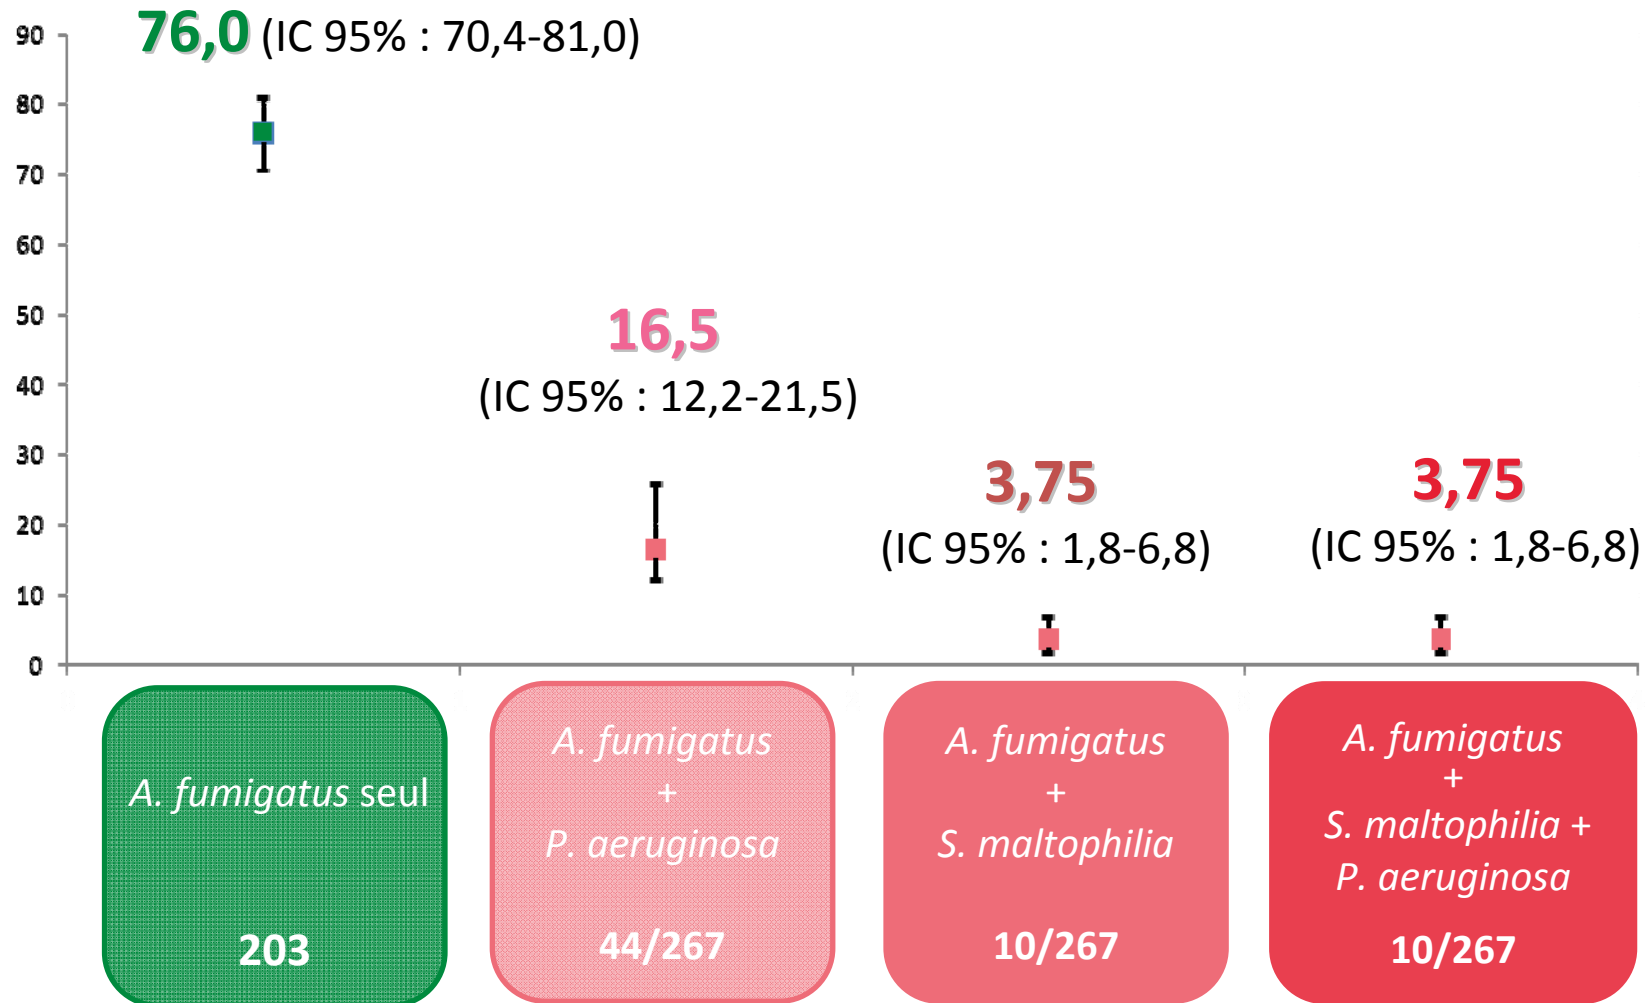 90
80
70
60
50
40
30
20
10
0
76,0 (IC 95% : 70,4-81,0)
16,5
(IC 95% : 12,2-21,5)
3,75
(IC 95% : 1,8-6,8)
3,75
(IC 95% : 1,8-6,8)
A. fumigatus seul
203
A. fumigatus
+
P. aeruginosa
44/267
A. fumigatus
+
S. maltophilia
10/267
A. fumigatus
+
S. maltophilia +
P. aeruginosa
10/267